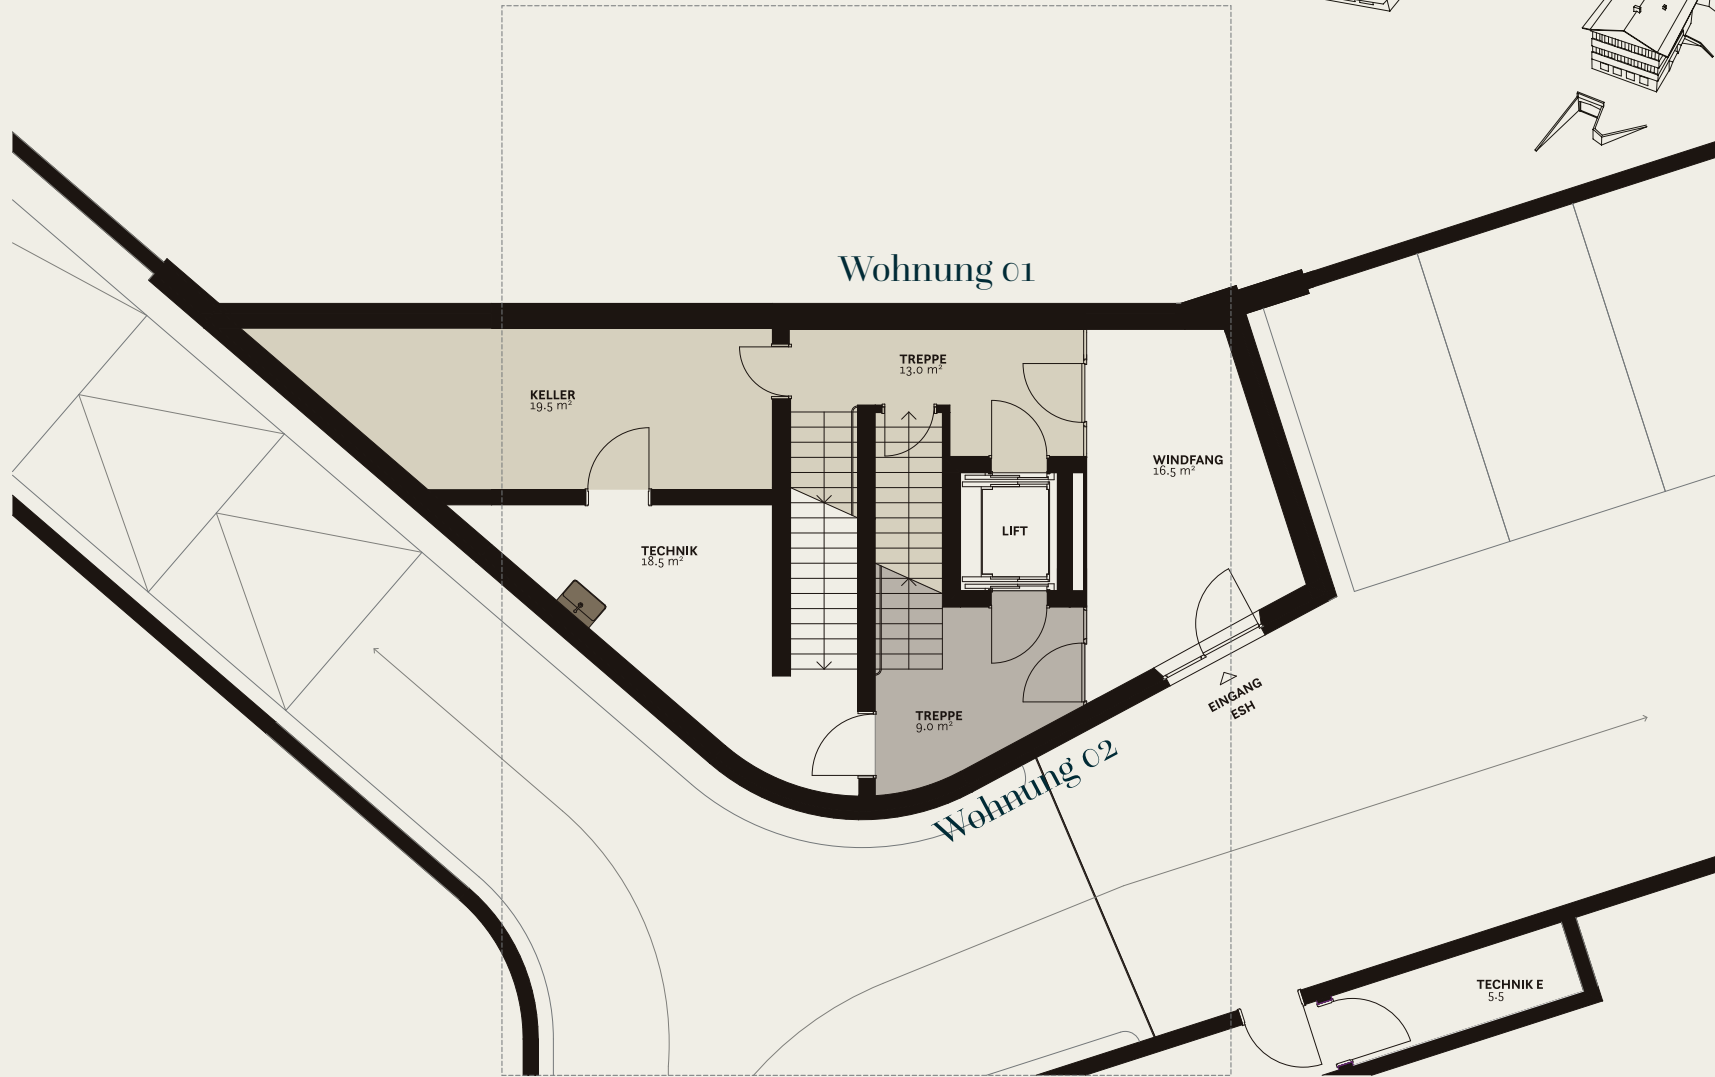 Wohnung 01
TREPPE
13.0 m²
KELLER
19.5 m²
WINDFANG
16.5 m²
LIFT
TECHNIK
18.5 m²
EINGANG
ESH
TREPPE
9.0 m²
Wohnung 02
TECHNIK E
5.5